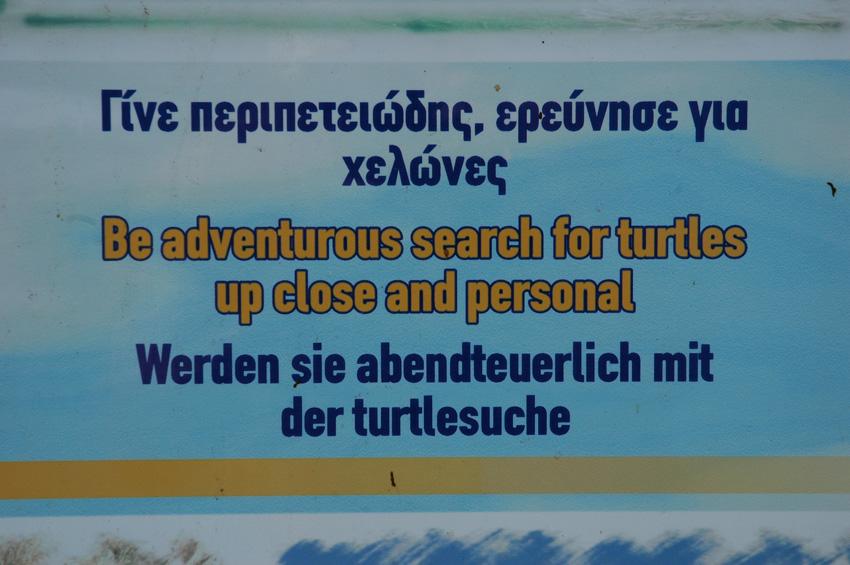 Γίνε περιπετειώδης, ερεύνησε για
χελώνες
Be adventurous search for turtles
up close and personal
Werden sie abendteuerlich mit
der turtlesuche